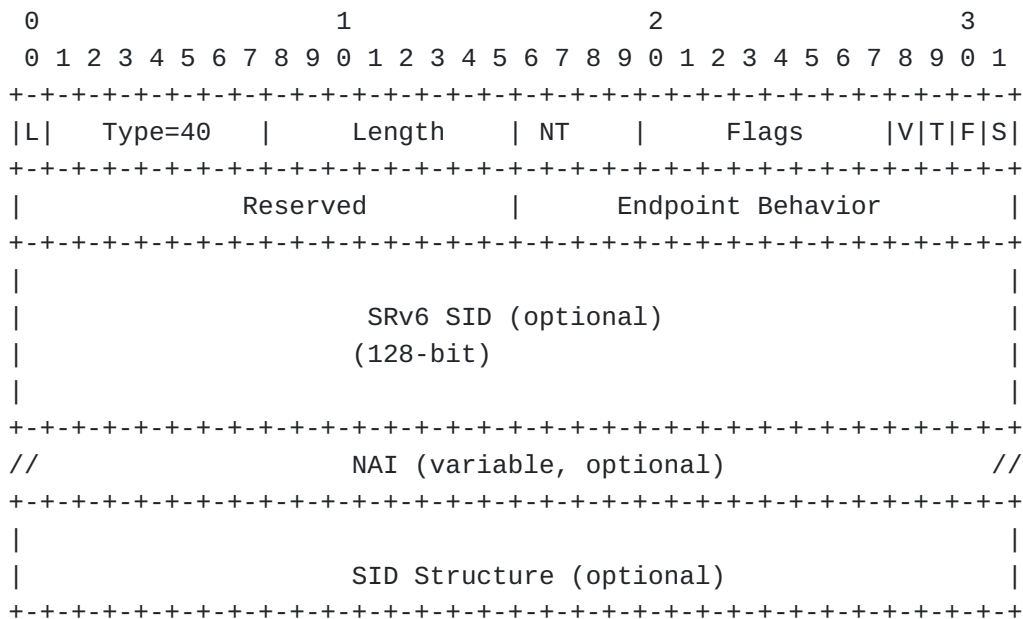 0                   1                   2                   3
 0 1 2 3 4 5 6 7 8 9 0 1 2 3 4 5 6 7 8 9 0 1 2 3 4 5 6 7 8 9 0 1
+-+-+-+-+-+-+-+-+-+-+-+-+-+-+-+-+-+-+-+-+-+-+-+-+-+-+-+-+-+-+-+-+
|L|   Type=40   |     Length    | NT    |     Flags     |V|T|F|S|
+-+-+-+-+-+-+-+-+-+-+-+-+-+-+-+-+-+-+-+-+-+-+-+-+-+-+-+-+-+-+-+-+
|              Reserved         |      Endpoint Behavior        |
+-+-+-+-+-+-+-+-+-+-+-+-+-+-+-+-+-+-+-+-+-+-+-+-+-+-+-+-+-+-+-+-+
|                                                               |
|                      SRv6 SID (optional)                      |
|                     (128-bit)                                 |
|                                                               |
+-+-+-+-+-+-+-+-+-+-+-+-+-+-+-+-+-+-+-+-+-+-+-+-+-+-+-+-+-+-+-+-+
//                    NAI (variable, optional)                 //
+-+-+-+-+-+-+-+-+-+-+-+-+-+-+-+-+-+-+-+-+-+-+-+-+-+-+-+-+-+-+-+-+
|                                                               |
|                     SID Structure (optional)                  |
+-+-+-+-+-+-+-+-+-+-+-+-+-+-+-+-+-+-+-+-+-+-+-+-+-+-+-+-+-+-+-+-+